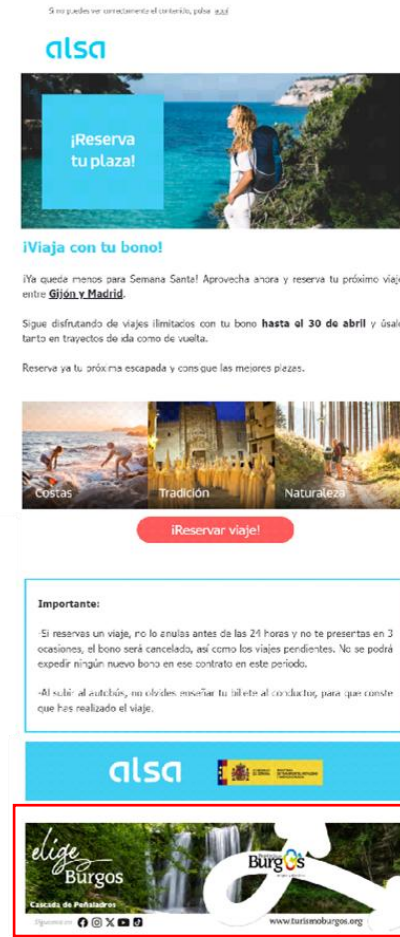 Si no puedes ver correctamente el contenido, pulsar aquí
alsa
¡Reserva
tu plaza!
¡Viaja con tu bono!
¡Ya queda menos para Semana Santa! Aprovecha ahora y reserva tu próximo viaje
entre Gijón y Madrid.
Sigue disfrutando de viajes ilimitados con tu bono hasta el 30 de abril y úsalo
tanto en trayectos de ida como de vuelta.
Reserva ya tu próxima escapada y consigue las mejores plazas.
Costas Tradición Naturaleza
¡Reservar viaje!
Importante:
-Si reservas un viaje, no lo anulas antes de las 24 horas y no te presentas en 3
ocasiones, el bono será cancelado, así como los viajes pendientes. No se podrá
expedir ningún nuevo bono en ese contrato en este periodo.
-Al subir al autobús, no olvides enseñar tu billete al conductor, para que conste
que has realizado el viaje.
alsa
elige
Burgos
Burgos
Cascada de Peñaladros
www.turismoburgos.org